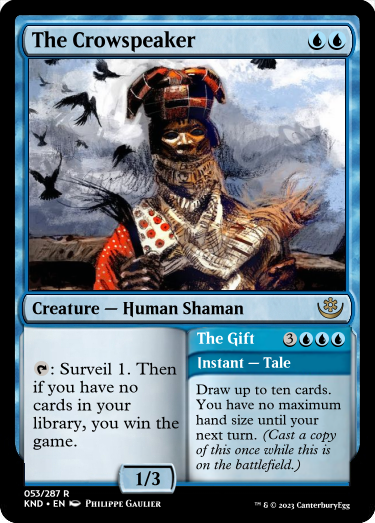 The Crowspeaker
Creature — Human Shaman
: Surveil 1. Then
if you have no
cards in your
library, you win the
game.
The Gift 3
Instant — Tale
Draw up to ten cards.
You have no maximum
hand size until your
next turn. (Cast a copy
of this once while this is
on the battlefield.)
1/3
053/287 R
KND • EN Philippe Gaulier
™ & © 2023 CanterburyEgg